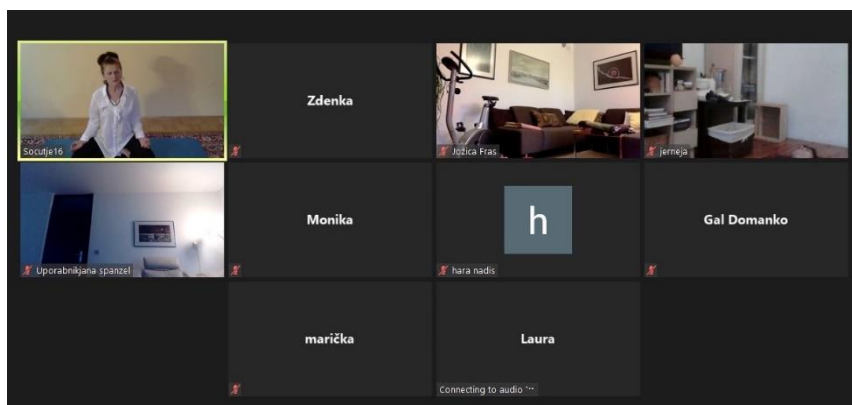 Socutje16
Zdenka
Jožica Fras
jerneja
Uporabnikjana spanzel
Monika
h
hara nadis
Gal Domanko
marička
Laura
Connecting to audio ···